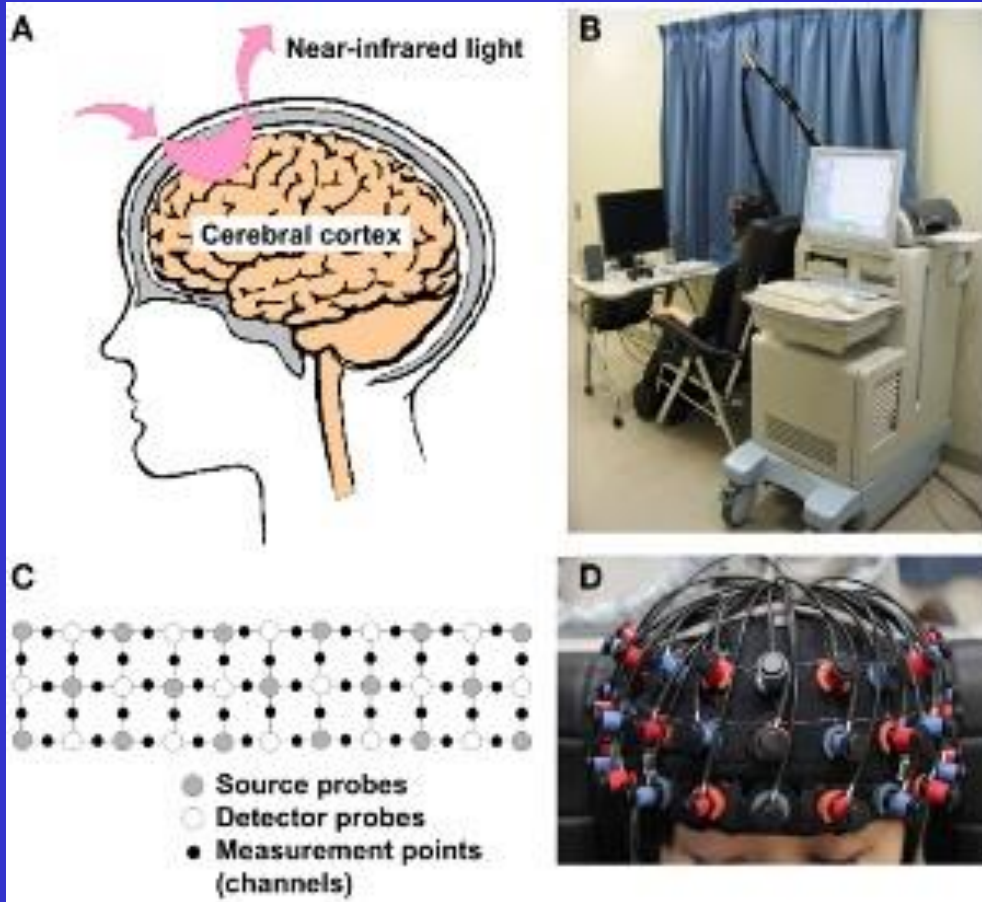 A
Near-infrared light
Cerebral cortex
B
C
Source probes
Detector probes
Measurement points
(channels)
D